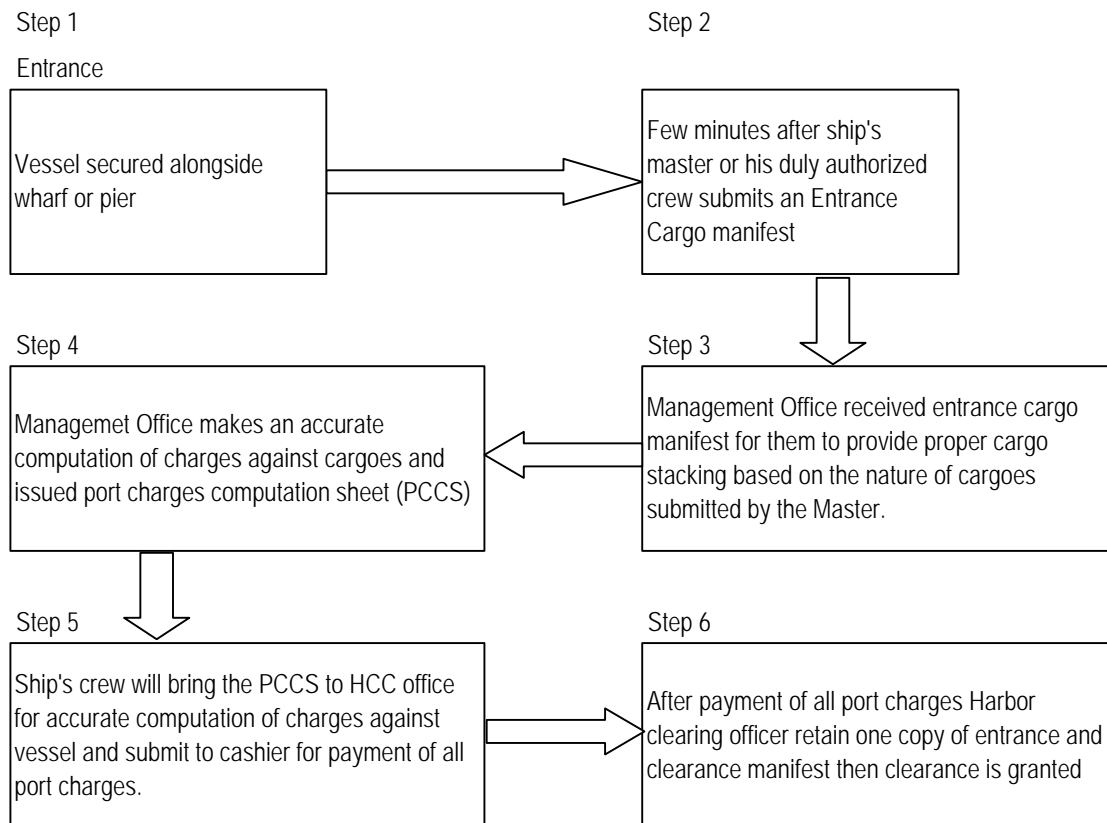 Step 1
Entrance
Vessel secured alongside
wharf or pier
Step 2
Few minutes after ship's
master or his duly authorized
crew submits an Entrance
Cargo manifest
Step 3
Management Office received entrance cargo
manifest for them to provide proper cargo
stacking based on the nature of cargoes
submitted by the Master.
Step 4
Managemet Office makes an accurate
computation of charges against cargoes and
issued port charges computation sheet (PCCS)
Step 5
Ship's crew will bring the PCCS to HCC office
for accurate computation of charges against
vessel and submit to cashier for payment of all
port charges.
Step 6
After payment of all port charges Harbor
clearing officer retain one copy of entrance and
clearance manifest then clearance is granted